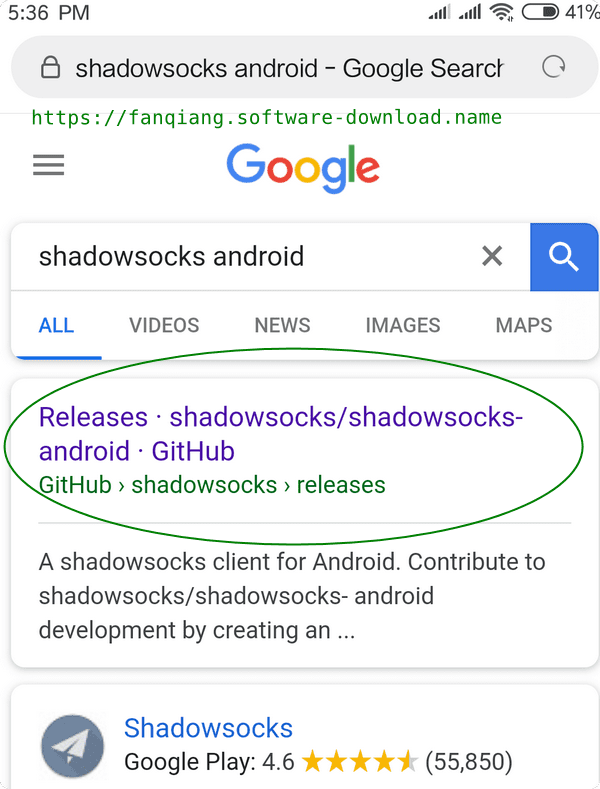 5:36 PM
41%
shadowsocks android - Google Search
https://fanqiang.software-download.name
Google
shadowsocks android
ALL VIDEOS NEWS IMAGES MAPS
Releases · shadowsocks/shadowsocks-
android · GitHub
GitHub › shadowsocks › releases
A shadowsocks client for Android. Contribute to
shadowsocks/shadowsocks- android
development by creating an ...
Shadowsocks
Google Play: 4.6 (55,850)